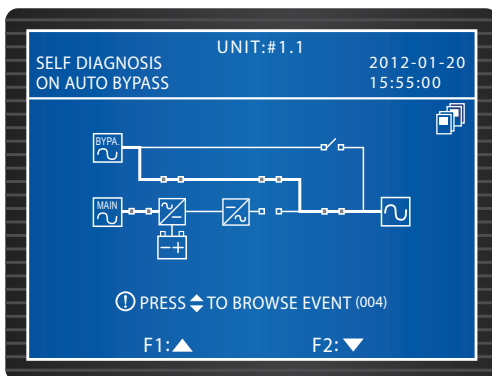 UNIT:#1.1
SELF DIAGNOSIS
2012-01-20
ON AUTO BYPASS
15:55:00
BYPA.
MAIN
PRESS TO BROWSE EVENT (004)
F1: F2: